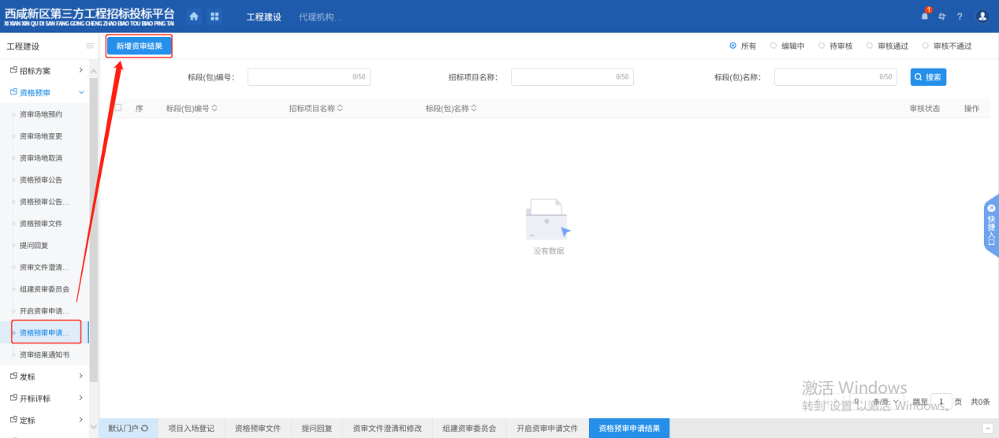 西咸新区第三方工程招标投标平台
XI XIAN XIN QU DI SAN FANG GONG CHENG ZHAO BIAO TOU BIAO PING TAI
工程建设
代理机构...
1
?
工程建设
新增资审结果
所有
编辑中
待审核
审核通过
审核不通过
招标方案
资格预审
审场地预约
资审场地变更
资审场地取消
资格预审公告
资格预审公告...
资格预审文件
提问回复
资审文件澄清...
组建资审委员会
开启资审申请...
资格预审申请...
资审结果通知书
发标
开标评标
定标
标段(包)编号:
0/50
招标项目名称:
0/50
标段(包)名称:
0/50
搜索
序
标段(包)编号
招标项目名称
标段(包)名称
审核状态
操作
没有数据
快捷入口
激活 Windows
转到"设置"以激活 Windows。
条/页
跳至
1
页
共0条
默认门户
项目入场登记
资格预审文件
提问回复
资审文件澄清和修改
组建资审委员会
开启资审申请文件
资格预审申请结果